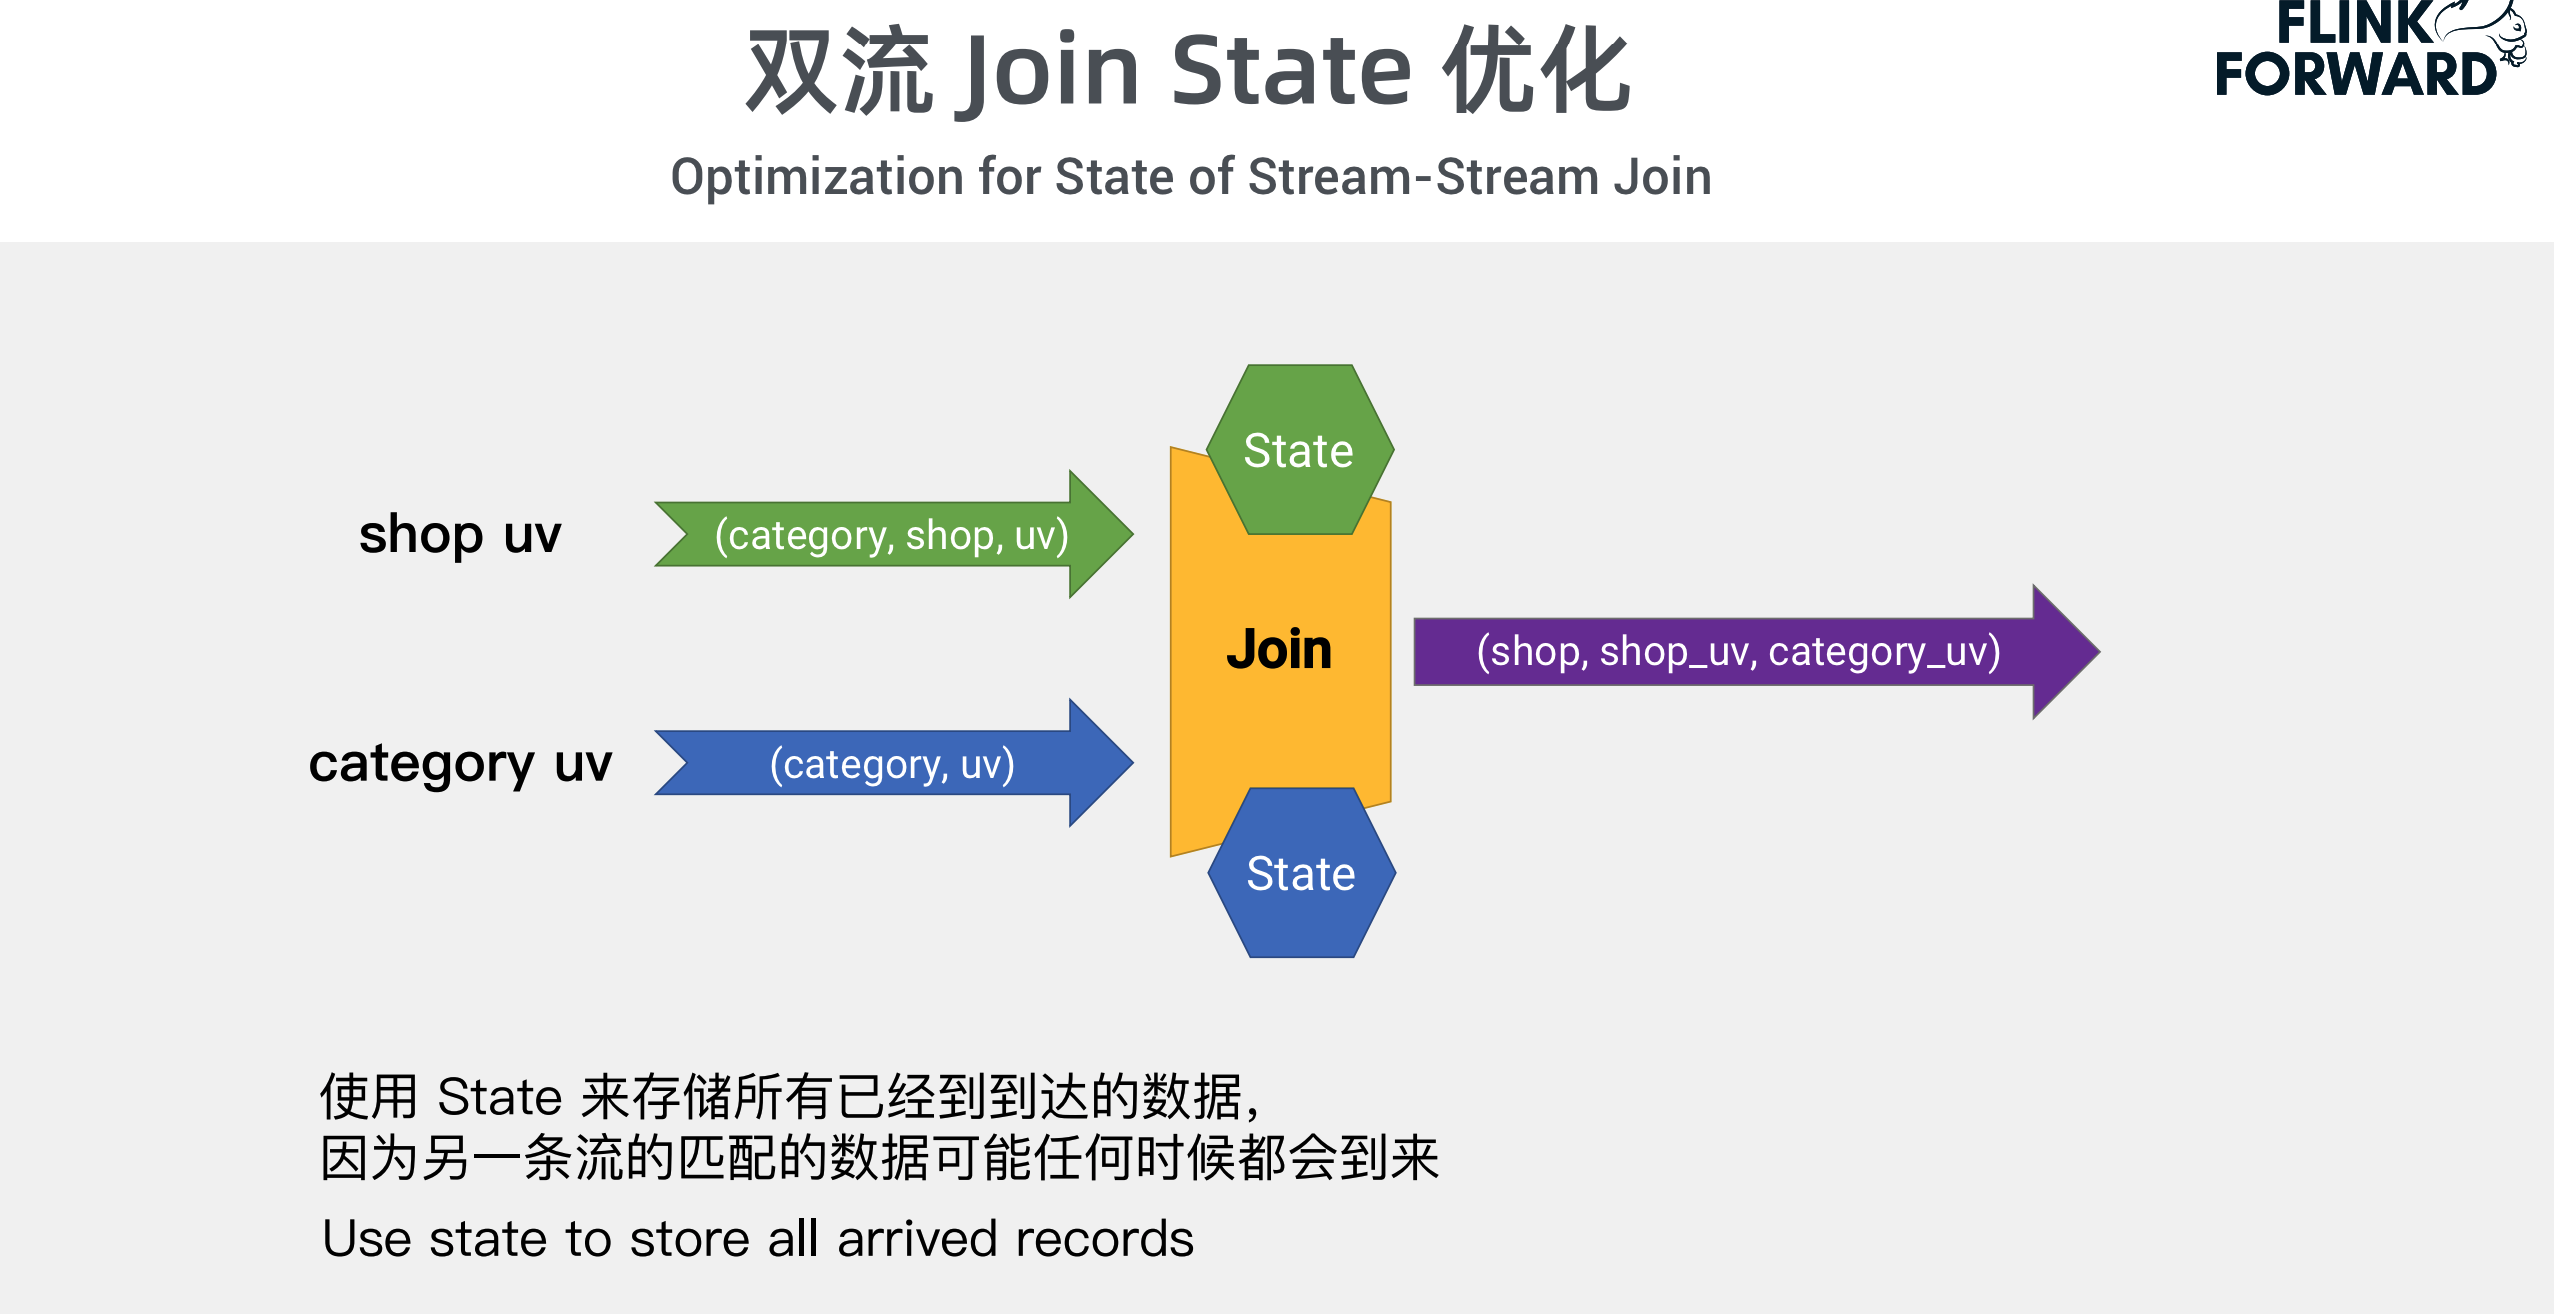 双流 Join State 优化
FLINK
FORWARD
Optimization for State of Stream-Stream Join
State
shop uv
(category, shop, uv)
Join
(shop, shop_uv, category_uv)
category uv
(category, uv)
State
使用 State 来存储所有已经到到达的数据，
因为另一条流的匹配的数据可能任何时候都会到来
Use state to store all arrived records